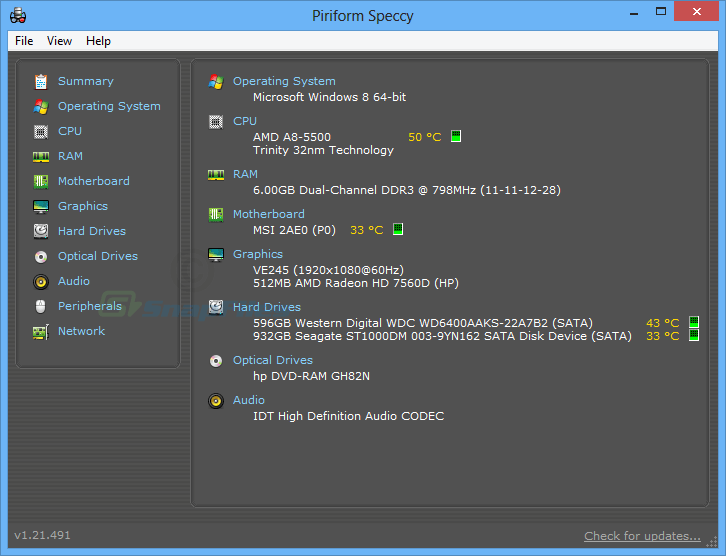 Piriform Speccy
File View Help
Summary
Operating System
CPU
RAM
Motherboard
Graphics
Hard Drives
Optical Drives
Audio
Peripherals
Network
Operating System
Microsoft Windows 8 64-bit
CPU
AMD A8-5500 50 °C
Trinity 32nm Technology
RAM
6.00GB Dual-Channel DDR3 @ 798MHz (11-11-12-28)
Motherboard
MSI 2AE0 (P0) 33 °C
Graphics
VE245 (1920x1080@60Hz)
512MB AMD Radeon HD 7560D (HP)
Hard Drives
596GB Western Digital WDC WD6400AAKS-22A7B2 (SATA) 43 °C
932GB Seagate ST1000DM 003-9YN162 SATA Disk Device (SATA) 33 °C
Optical Drives
hp DVD-RAM GH82N
Audio
IDT High Definition Audio CODEC
v1.21.491
Check for updates...